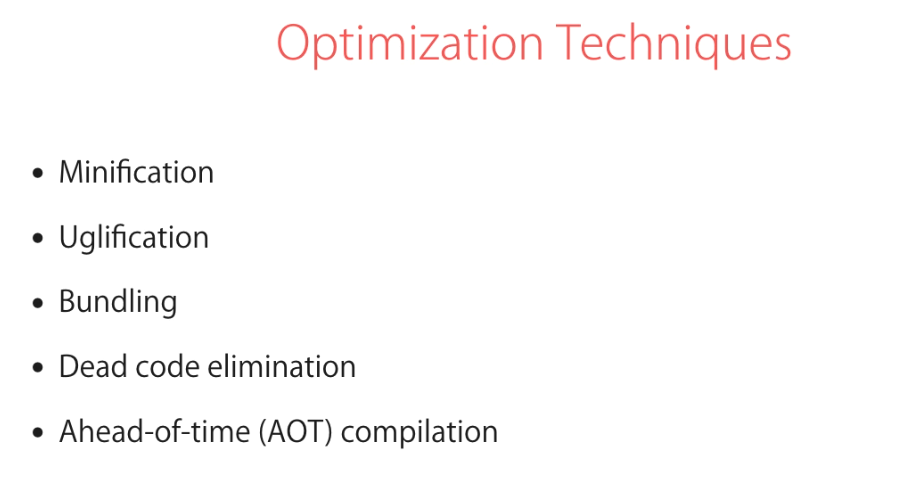 Optimization Techniques
• Minification
• Uglification
• Bundling
• Dead code elimination
• Ahead-of-time (AOT) compilation